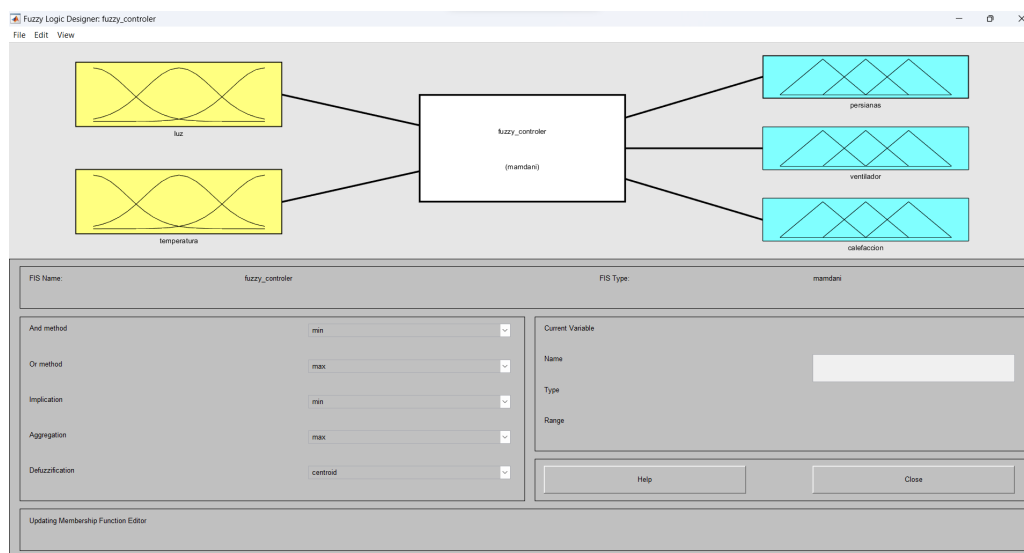 Fuzzy Logic Designer: fuzzy_controler
File Edit View
luz
temperatura
fuzzy_controler
(mamdani)
persianas
ventilador
calefaccion
FIS Name: fuzzy_controler FIS Type: mamdani
And method min
Or method max
Implication min
Aggregation max
Defuzzification centroid
Current Variable
Name
Type
Range
Help Close
Updating Membership Function Editor